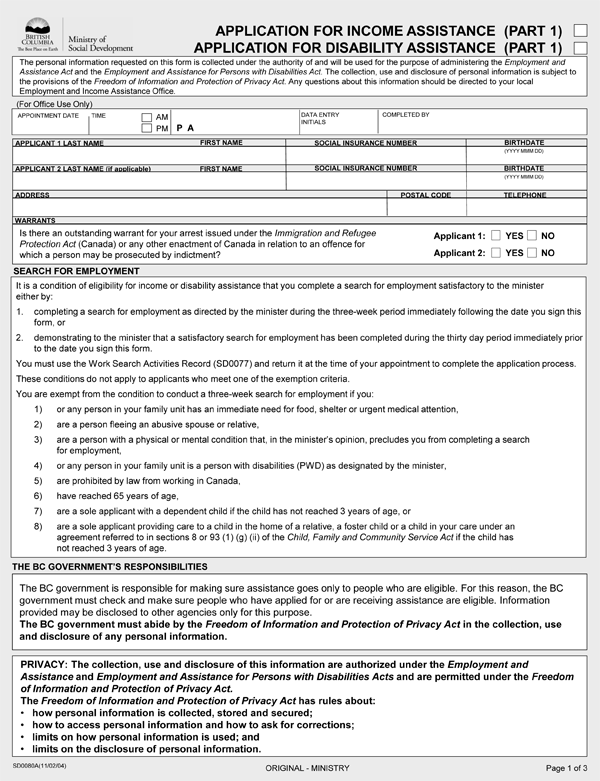 BRITISH
COLUMBIA
The Best Place on Earth
Ministry of
Social Development
APPLICATION FOR INCOME ASSISTANCE (PART 1)
APPLICATION FOR DISABILITY ASSISTANCE (PART 1)
The personal information requested on this form is collected under the authority of and will be used for the purpose of administering the Employment and
Assistance Act and the Employment and Assistance for Persons with Disabilities Act. The collection, use and disclosure of personal information is subject to
the provisions of the Freedom of Information and Protection of Privacy Act. Any questions about this information should be directed to your local
Employment and Income Assistance Office.
(For Office Use Only)
APPOINTMENT DATE TIME AM DATA ENTRY COMPLETED BY
INITIALS
PM P A
APPLICANT 1 LAST NAME FIRST NAME SOCIAL INSURANCE NUMBER BIRTHDATE
(YYYY MMM DD)
APPLICANT 2 LAST NAME (if applicable) FIRST NAME SOCIAL INSURANCE NUMBER BIRTHDATE
(YYYY MMM DD)
ADDRESS POSTAL CODE TELEPHONE
WARRANTS
Is there an outstanding warrant for your arrest issued under the Immigration and Refugee
Protection Act (Canada) or any other enactment of Canada in relation to an offence for
which a person may be prosecuted by indictment?
Applicant 1: YES NO
Applicant 2: YES NO
SEARCH FOR EMPLOYMENT
It is a condition of eligibility for income or disability assistance that you complete a search for employment satisfactory to the minister
either by:
1. completing a search for employment as directed by the minister during the three-week period immediately following the date you sign this
form, or
2. demonstrating to the minister that a satisfactory search for employment has been completed during the thirty day period immediately prior
to the date you sign this form.
You must use the Work Search Activities Record (SD0077) and return it at the time of your appointment to complete the application process.
These conditions do not apply to applicants who meet one of the exemption criteria.
You are exempt from the condition to conduct a three-week search for employment if you:
1) or any person in your family unit has an immediate need for food, shelter or urgent medical attention,
2) are a person fleeing an abusive spouse or relative,
3) are a person with a physical or mental condition that, in the minister's opinion, precludes you from completing a search
for employment,
4) or any person in your family unit is a person with disabilities (PWD) as designated by the minister,
5) are prohibited by law from working in Canada,
6) have reached 65 years of age,
7) are a sole applicant with a dependent child if the child has not reached 3 years of age, or
8) are a sole applicant providing care to a child in the home of a relative, a foster child or a child in your care under an
agreement referred to in sections 8 or 93 (1) (g) (ii) of the Child, Family and Community Service Act if the child has
not reached 3 years of age.
THE BC GOVERNMENT'S RESPONSIBILITIES
The BC government is responsible for making sure assistance goes only to people who are eligible. For this reason, the BC
government must check and make sure people who have applied for or are receiving assistance are eligible. Information
provided may be disclosed to other agencies only for this purpose.
The BC government must abide by the Freedom of Information and Protection of Privacy Act in the collection, use
and disclosure of any personal information.
PRIVACY: The collection, use and disclosure of this information are authorized under the Employment and
Assistance and Employment and Assistance for Persons with Disabilities Acts and are permitted under the Freedom
of Information and Protection of Privacy Act.
The Freedom of Information and Protection of Privacy Act has rules about:
• how personal information is collected, stored and secured;
• how to access personal information and how to ask for corrections;
• limits on how personal information is used; and
• limits on the disclosure of personal information.
SD0080A(11/02/04) ORIGINAL - MINISTRY Page 1 of 3